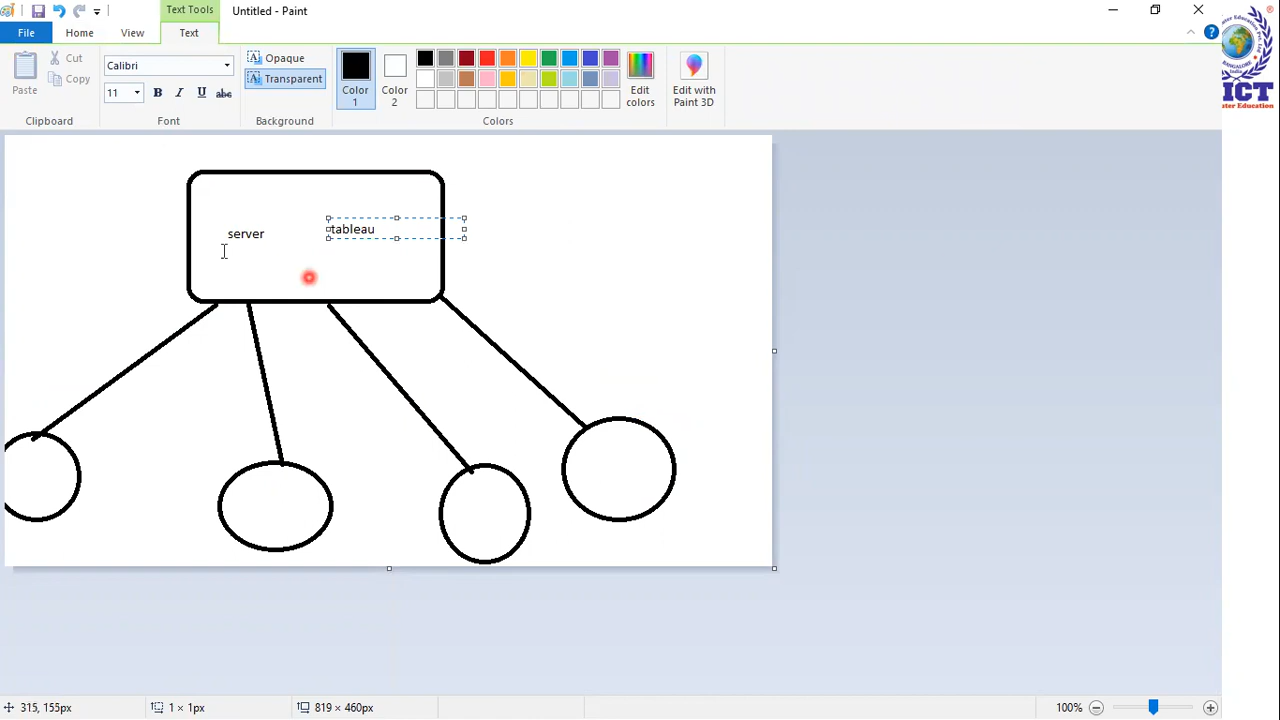 Text Tools
Untitled - Paint
File
Home
View
Text
Paste
Cut
Copy
Clipboard
Calibri
11
B I U abc
Font
Opaque
Transparent
Background
Color 1
Color 2
Edit colors
Colors
Edit with Paint 3D
ICT
server
tableau
315, 155px
1 × 1px
819 × 460px
100%